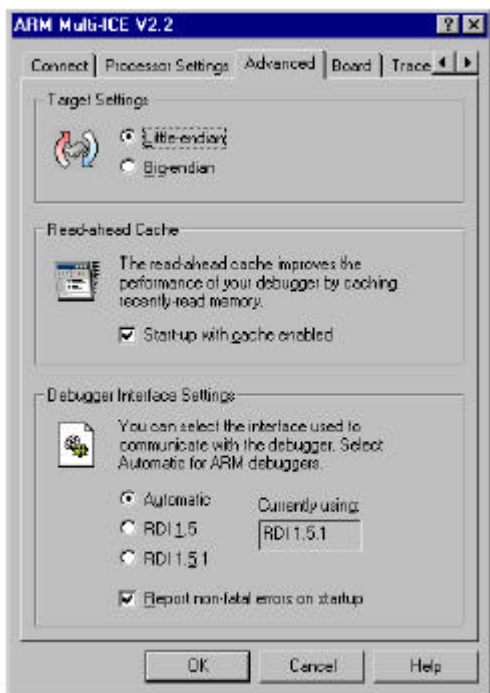 ARM Multi-ICE V2.2
Connect Processor Settings Advanced Board Trace
Target Settings
Little-endian
Big-endian
Read-ahead Cache
The read-ahead cache improves the
performance of your debugger by caching
recently-read memory.
Start-up with cache enabled
Debugger Interface Settings
You can select the interface used to
communicate with the debugger. Select
Automatic for ARM debuggers.
Automatic
Currently using:
RDI 1.5
RDI 1.5.1
RDI 1.5.1
Report non-fatal errors on startup
OK Cancel Help